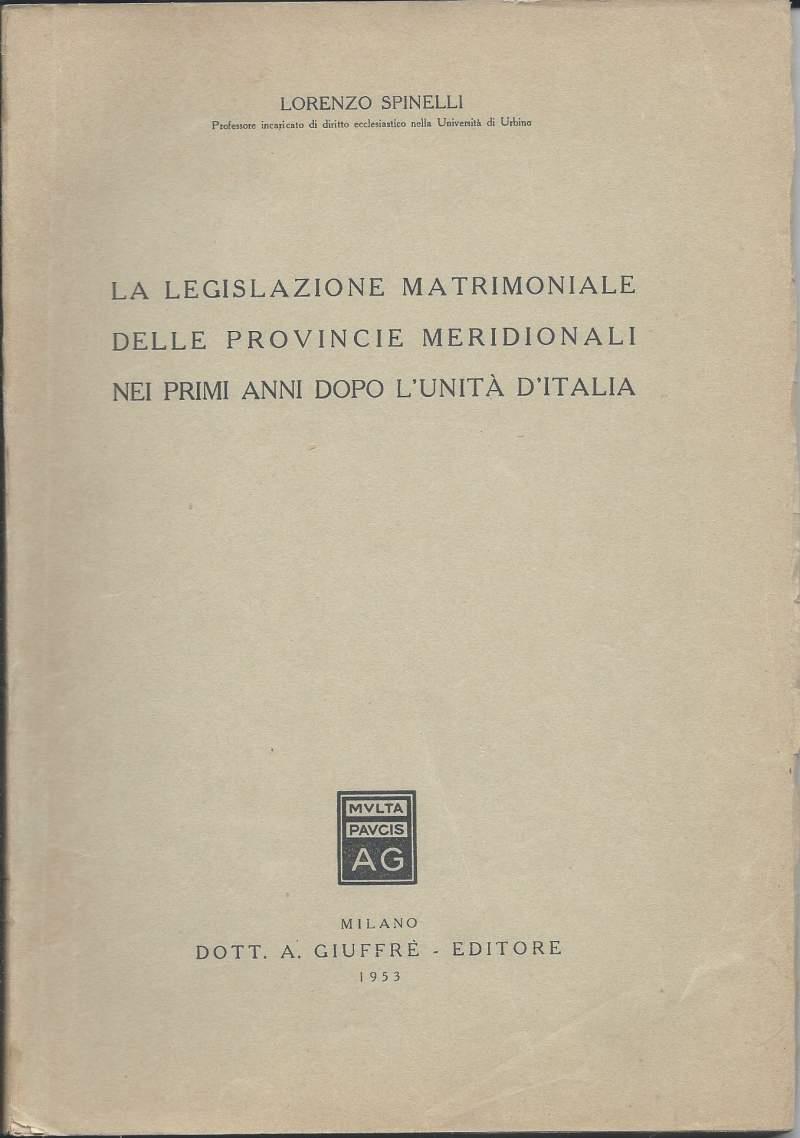 LORENZO SPINELLI
Professore incaricato di diritto ecclesiastico nella Università di Urbino
LA LEGISLAZIONE MATRIMONIALE
DELLE PROVINCIE MERIDIONALI
NEI PRIMI ANNI DOPO L'UNITÀ D'ITALIA
MVLTA
PAVCIS
AG
MILANO
DOTT. A. GIUFFRÈ - EDITORE
1953